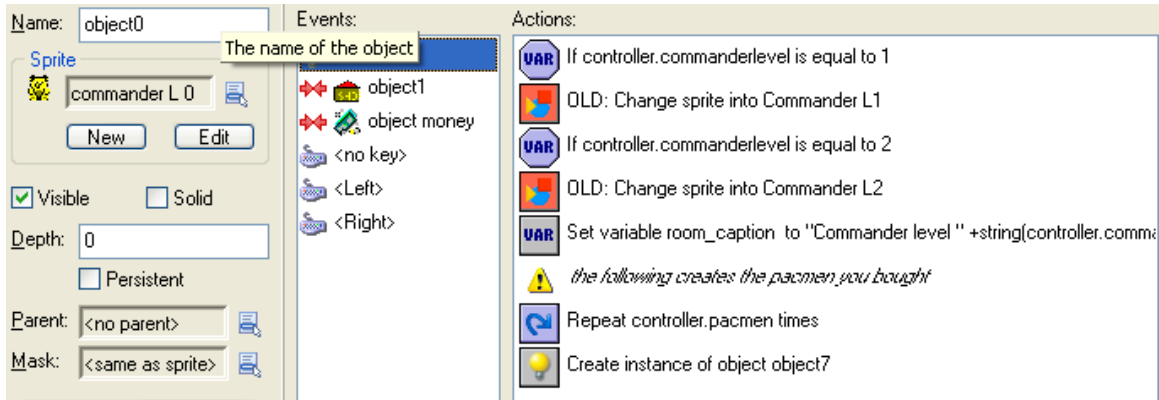 Name: object0
The name of the object
Sprite
commander L 0
New Edit
Visible Solid
Depth: 0
Persistent
Parent: <no parent>
Mask: <same as sprite>
Events:
object1
object money
<no key>
<Left>
<Right>
Actions:
VAR If controller.commanderlevel is equal to 1
OLD: Change sprite into Commander L1
VAR If controller.commanderlevel is equal to 2
OLD: Change sprite into Commander L2
VAR Set variable room_caption to "Commander level " +string(controller.comma
the following creates the pacmen you bought
Repeat controller.pacmen times
Create instance of object object7